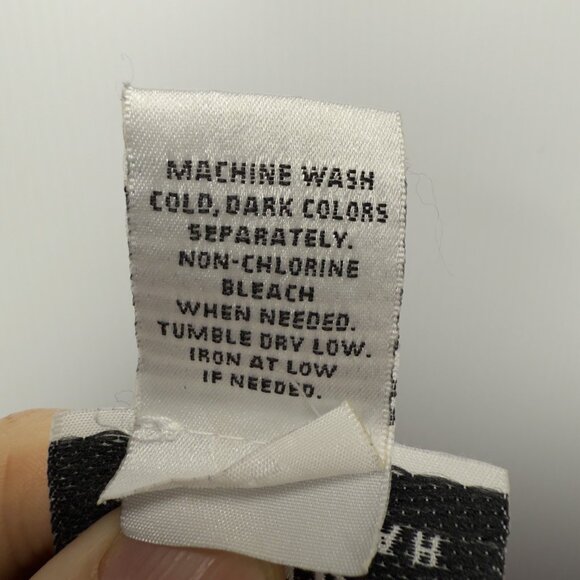 MACHINE WASH
COLD, DARK COLORS
SEPARATELY.
NON-CHLORINE
BLEACH
WHEN NEEDED.
TUMBLE DRY LOW.
IRON AT LOW
IF NEEDED.